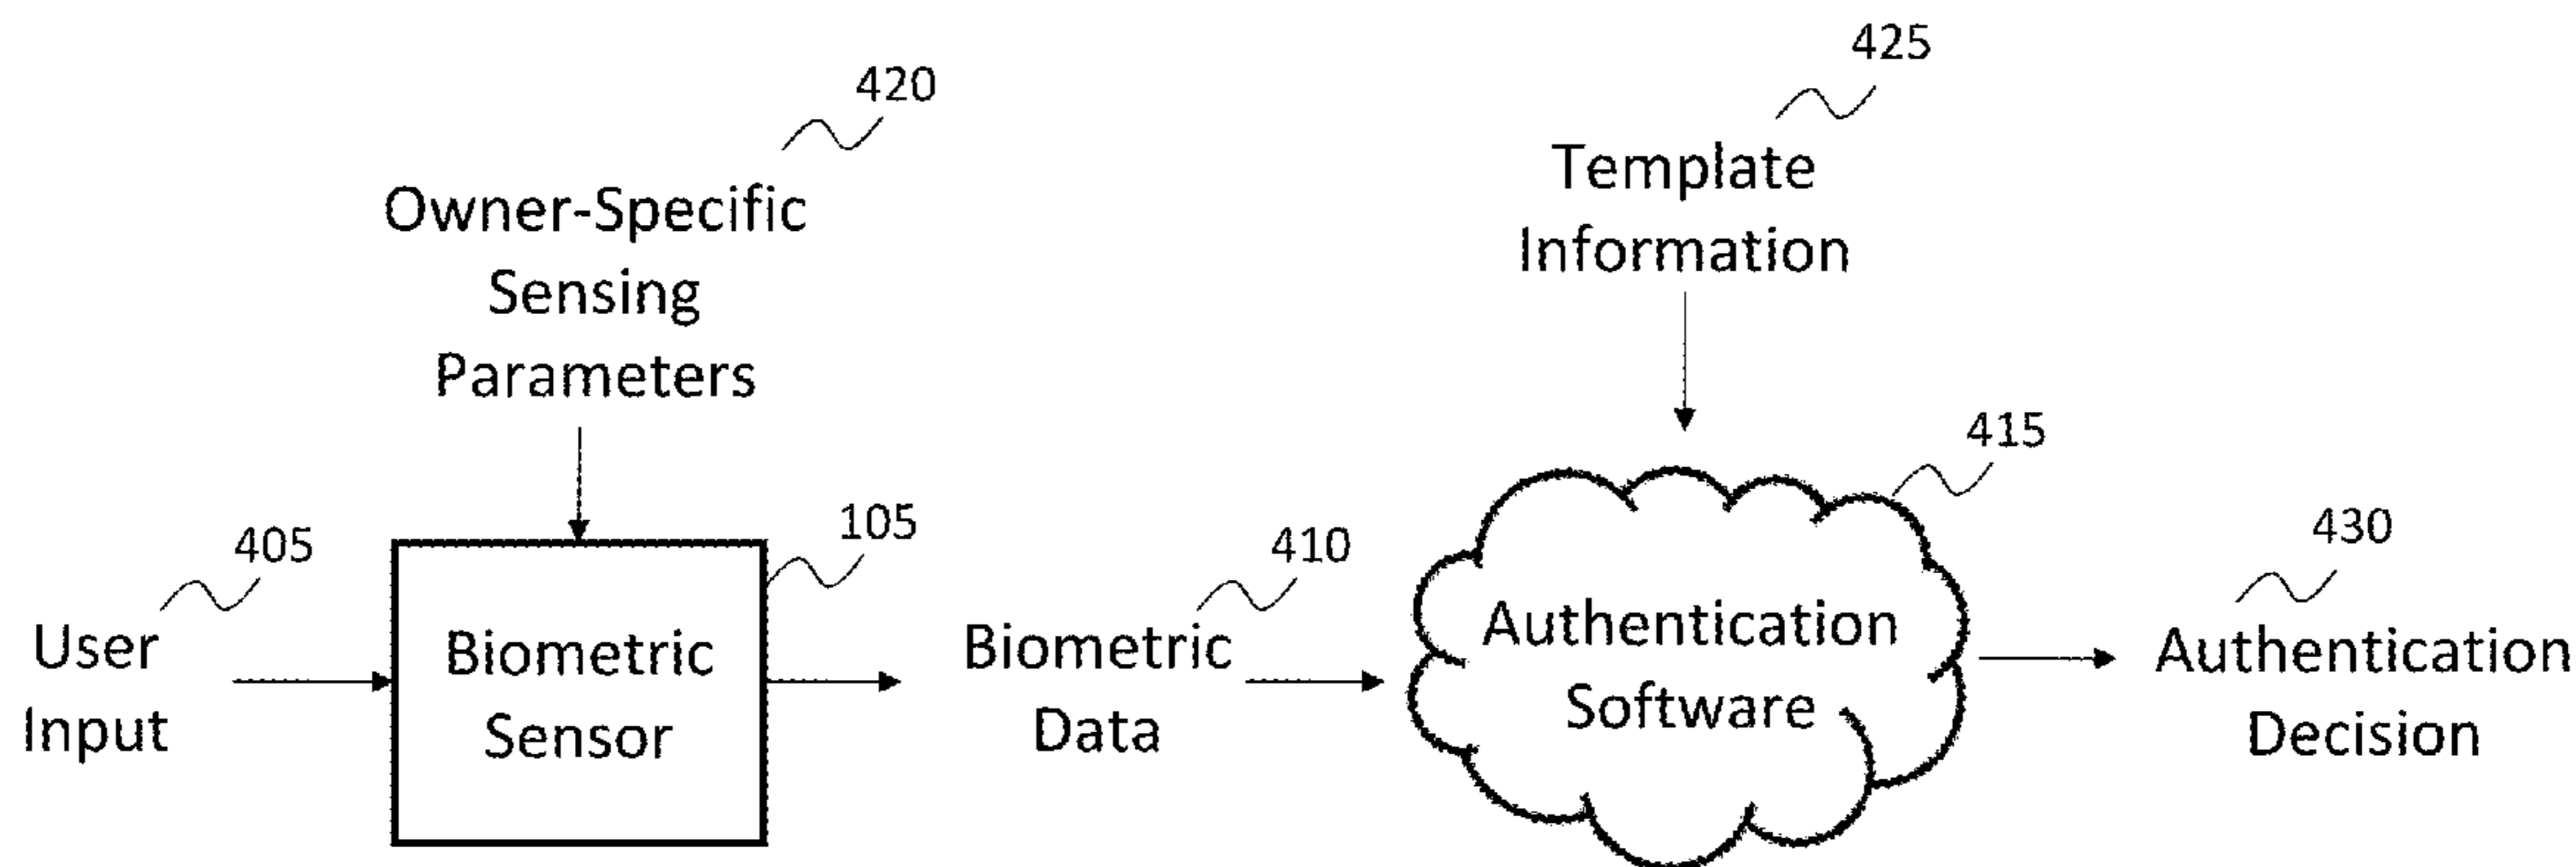 425
Template
Information
420
Owner-Specific
Sensing
Parameters
405
User
Input
105
Biometric
Sensor
410
Biometric
Data
415
Authentication
Software
430
Authentication
Decision